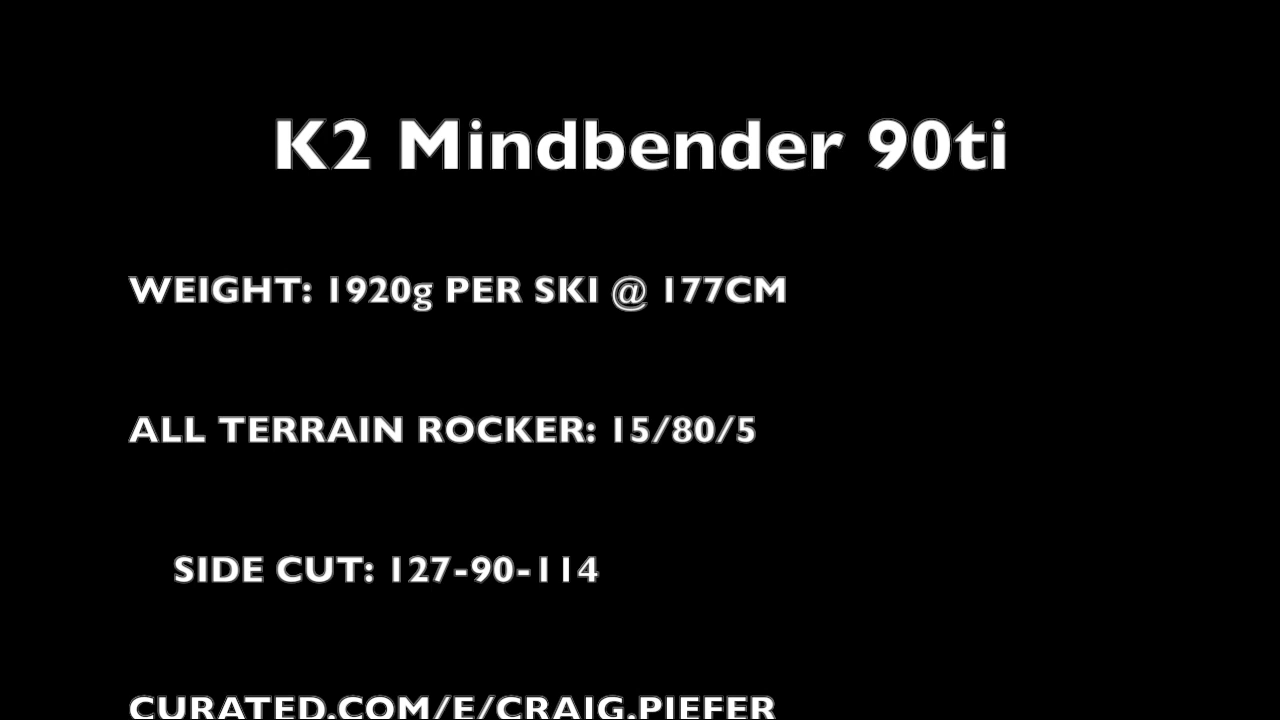 K2 Mindbender 90ti
WEIGHT: 1920g PER SKI @ 177CM
ALL TERRAIN ROCKER: 15/80/5
SIDE CUT: 127-90-114
CURATED.COM/E/CRAIG.PIEFER